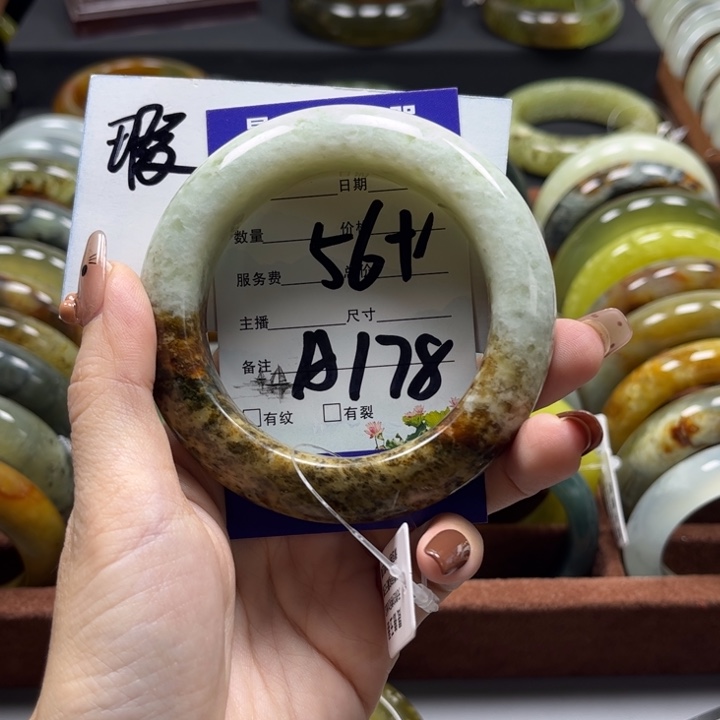 瑕
日期
数量 价格
56+
服务费
主播 尺寸
备注 A178
□有纹 □有裂